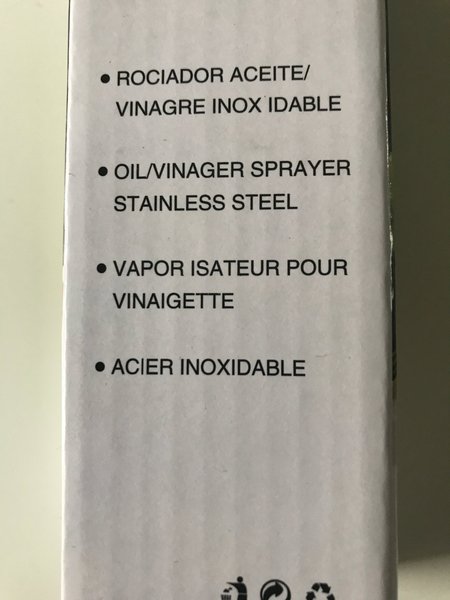 • ROCIADOR ACEITE/
VINAGRE INOX IDABLE
• OIL/VINAGER SPRAYER
STAINLESS STEEL
• VAPOR ISATEUR POUR
VINAIGETTE
• ACIER INOXIDABLE